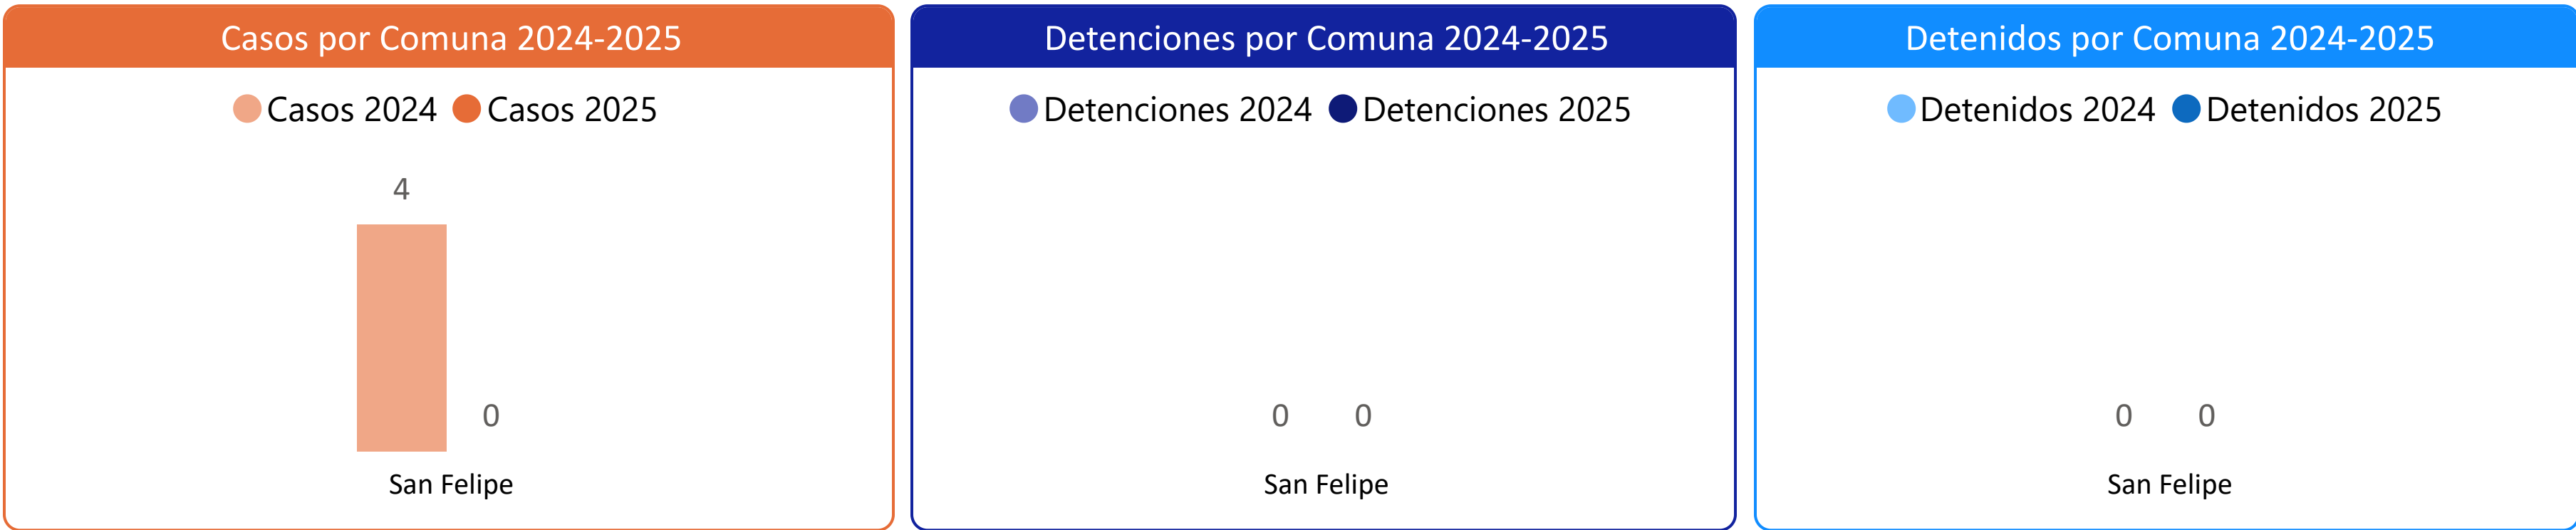 Casos por Comuna 2024-2025
Casos 2024 Casos 2025
4
0
San Felipe
Detenciones por Comuna 2024-2025
Detenciones 2024 Detenciones 2025
0 0
San Felipe
Detenidos por Comuna 2024-2025
Detenidos 2024 Detenidos 2025
0 0
San Felipe